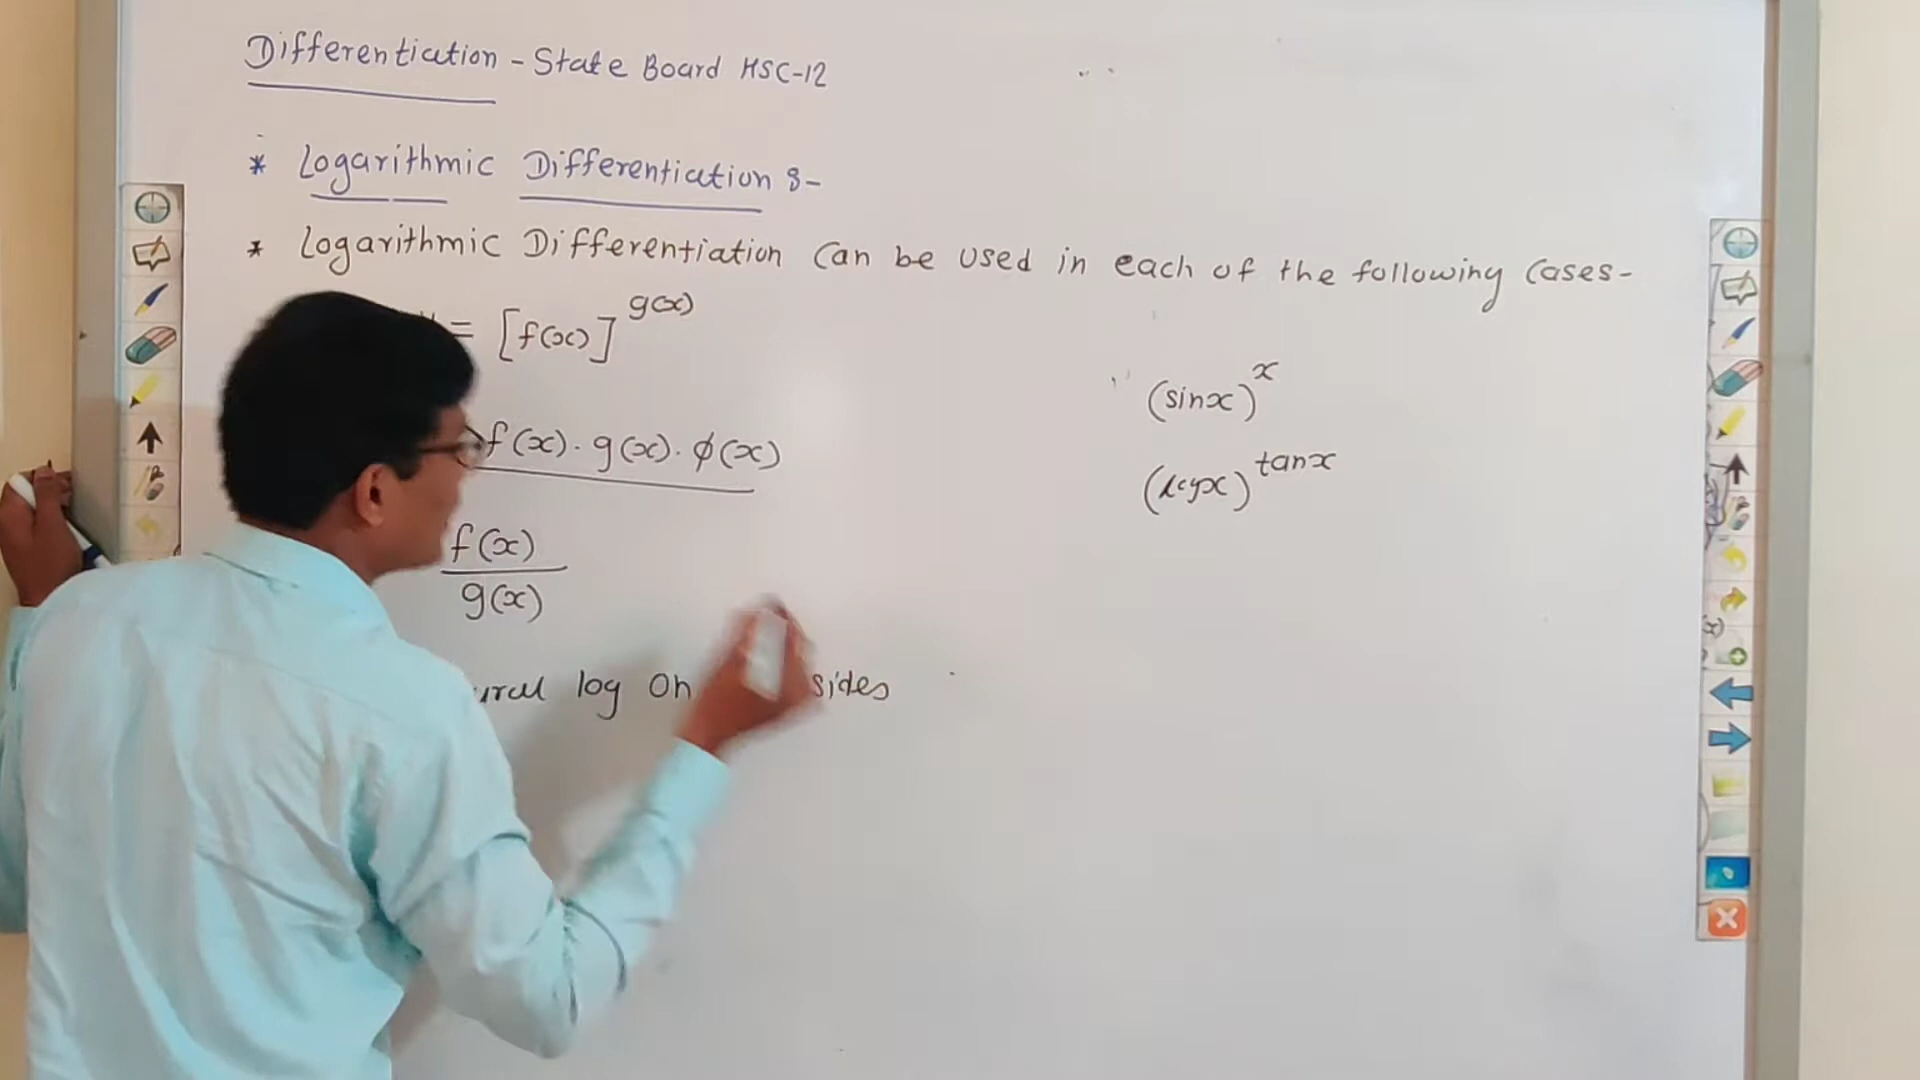 Differentiation - State Board HSC-12
* Logarithmic Differentiation :-
* Logarithmic Differentiation can be used in each of the following cases-
= [f(x)]^g(x)
f(x) · g(x) · φ(x)
f(x)
g(x)
log on sides
(sinx)^x
(logx)^tanx